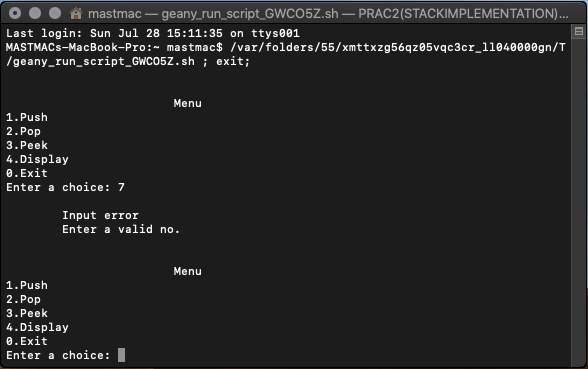 mastmac — geany_run_script_GWCO5Z.sh — PRAC2(STACKIMPLEMENTATION)...
Last login: Sun Jul 28 15:11:35 on ttys001
MASTMACs-MacBook-Pro:~ mastmac$ /var/folders/55/xmttxzg56qz05vqc3cr_ll040000gn/T
/geany_run_script_GWCO5Z.sh ; exit;
Menu
1.Push
2.Pop
3.Peek
4.Display
0.Exit
Enter a choice: 7
Input error
Enter a valid no.
Menu
1.Push
2.Pop
3.Peek
4.Display
0.Exit
Enter a choice: